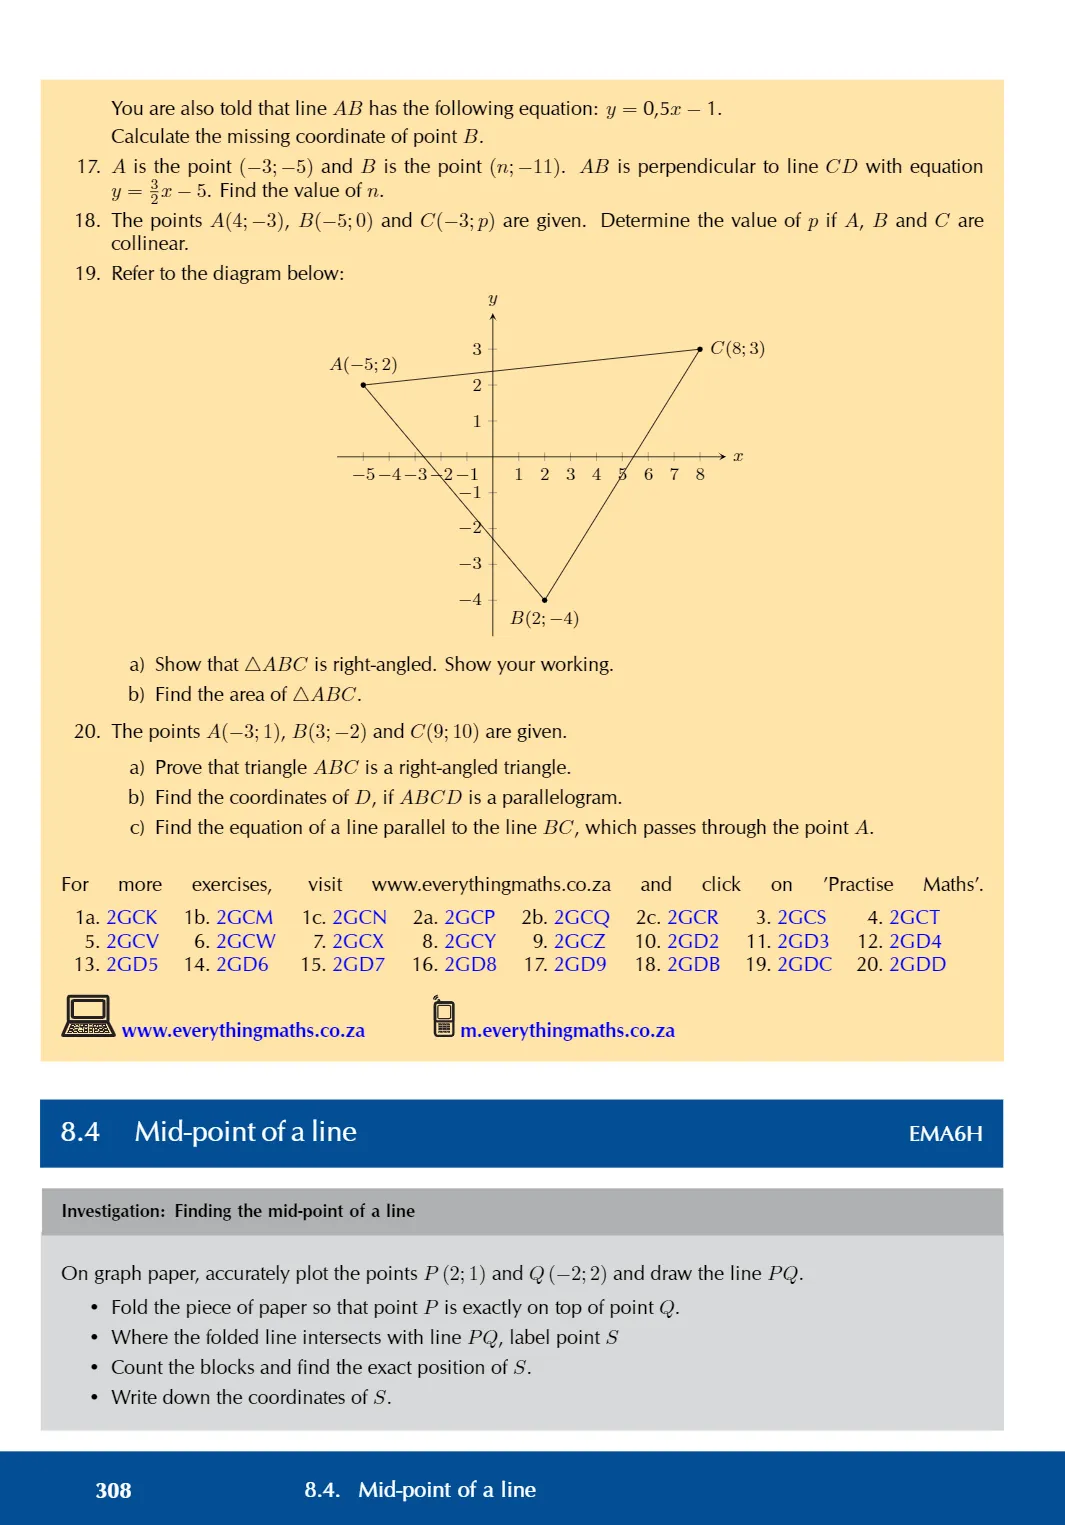 You are also told that line AB has the following equation: y = 0,5x − 1.
Calculate the missing coordinate of point B.
17. A is the point (−3; −5) and B is the point (n; −11). AB is perpendicular to line CD with equation
y = 3/2x − 5. Find the value of n.
18. The points A(4; −3), B(−5; 0) and C(−3; p) are given. Determine the value of p if A, B and C are
collinear.
19. Refer to the diagram below:
y
C(8; 3)
A(−5; 2)
3
2
1
x
−5 −4 −3 −2 −1 1 2 3 4 5 6 7 8
−1
−2
−3
−4
B(2; −4)
a) Show that △ABC is right-angled. Show your working.
b) Find the area of △ABC.
20. The points A(−3; 1), B(3; −2) and C(9; 10) are given.
a) Prove that triangle ABC is a right-angled triangle.
b) Find the coordinates of D, if ABCD is a parallelogram.
c) Find the equation of a line parallel to the line BC, which passes through the point A.
For more exercises, visit www.everythingmaths.co.za and click on ’Practise Maths’.
1a. 2GCK 1b. 2GCM 1c. 2GCN 2a. 2GCP 2b. 2GCQ 2c. 2GCR 3. 2GCS 4. 2GCT
5. 2GCV 6. 2GCW 7. 2GCX 8. 2GCY 9. 2GCZ 10. 2GD2 11. 2GD3 12. 2GD4
13. 2GD5 14. 2GD6 15. 2GD7 16. 2GD8 17. 2GD9 18. 2GDB 19. 2GDC 20. 2GDD
www.everythingmaths.co.za m.everythingmaths.co.za
8.4 Mid-point of a line EMA6H
Investigation: Finding the mid-point of a line
On graph paper, accurately plot the points P (2; 1) and Q (−2; 2) and draw the line PQ.
• Fold the piece of paper so that point P is exactly on top of point Q.
• Where the folded line intersects with line PQ, label point S
• Count the blocks and find the exact position of S.
• Write down the coordinates of S.
308 8.4. Mid-point of a line